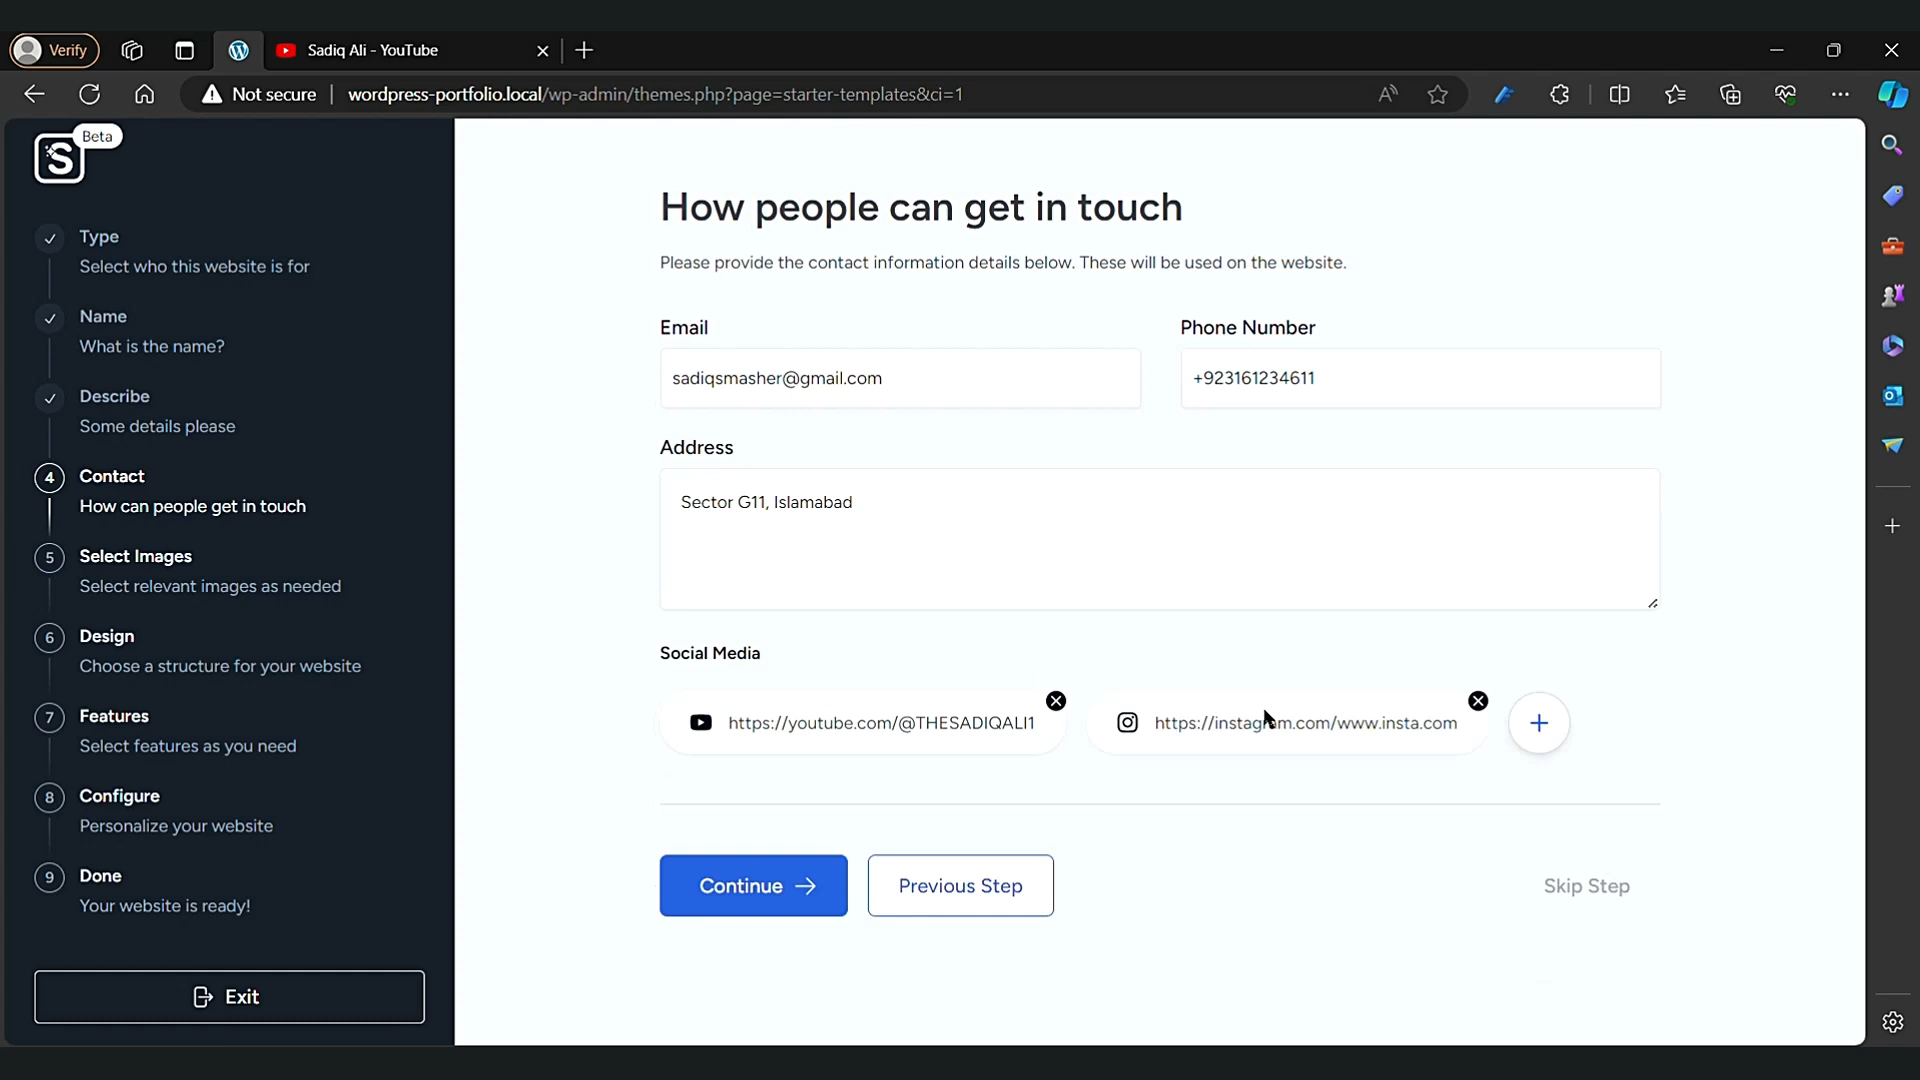 Verify
Sadiq Ali - YouTube
Not secure
wordpress-portfolio.local/wp-admin/themes.php?page=starter-templates&ci=1
S
Beta
Type
Select who this website is for
Name
What is the name?
Describe
Some details please
4
Contact
How can people get in touch
5
Select Images
Select relevant images as needed
6
Design
Choose a structure for your website
7
Features
Select features as you need
8
Configure
Personalize your website
9
Done
Your website is ready!
Exit
How people can get in touch
Please provide the contact information details below. These will be used on the website.
Email
Phone Number
sadiqsmasher@gmail.com
+923161234611
Address
Sector G11, Islamabad
Social Media
https://youtube.com/@THESADIQALI1
https://instagram.com/www.insta.com
Continue
Previous Step
Skip Step